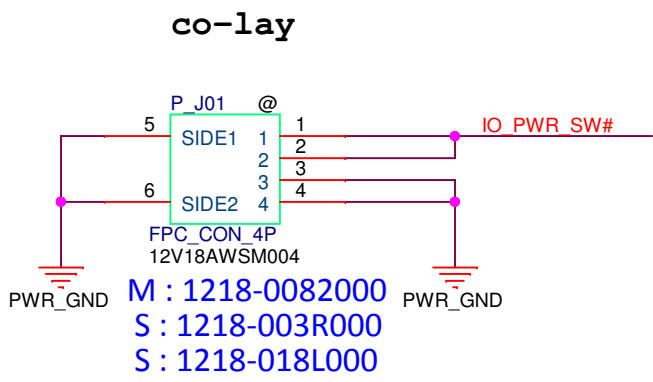 co-lay
P_J01 @
5 SIDE1 1 1 IO_PWR_SW#
2 2
3 3
6 SIDE2 4 4
FPC_CON_4P
12V18AWSM004
PWR_GND M : 1218-0082000 PWR_GND
S : 1218-003R000
S : 1218-018L000